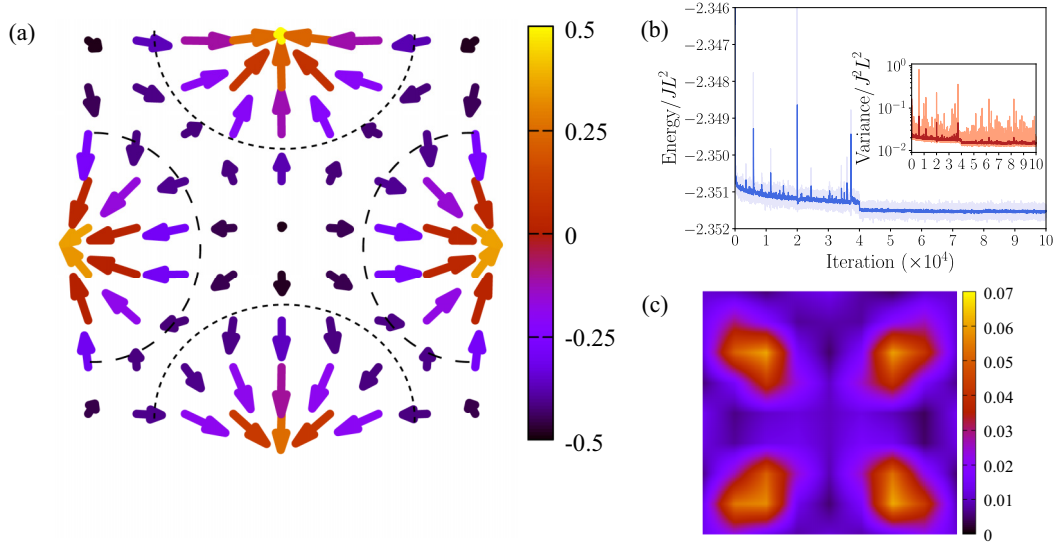 (a)
0.5
0.25
0
-0.25
-0.5
(b)
Energy/JL²
−2.346
−2.347
−2.348
−2.349
−2.350
−2.351
−2.352
0 1 2 3 4 5 6 7 8 9 10
Iteration (×10⁴)
Variance/J²L²
10⁰
10⁻¹
10⁻²
0 1 2 3 4 5 6 7 8 9 10
(c)
0.07
0.06
0.05
0.04
0.03
0.02
0.01
0